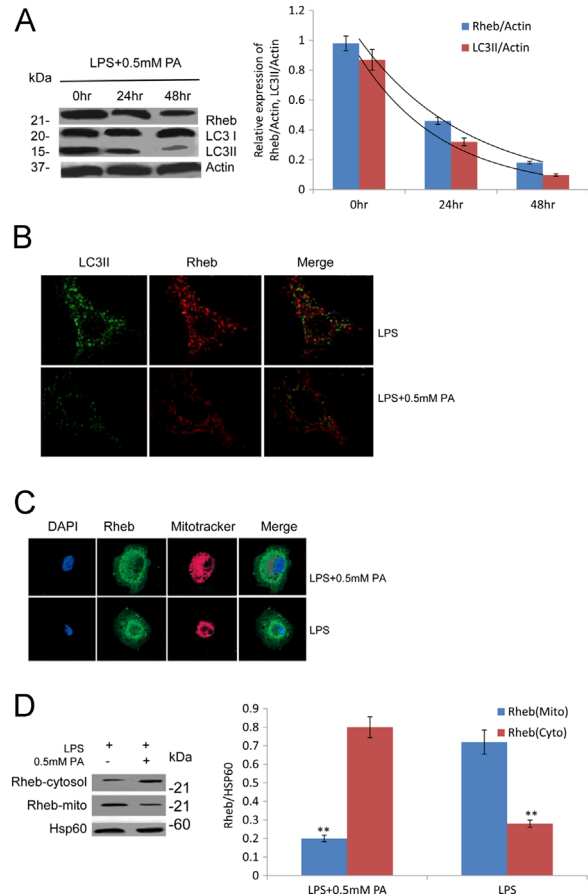 A
LPS+0.5mM PA
kDa
0hr 24hr 48hr
21- Rheb
20- LC3 I
15- LC3II
37- Actin
Relative expression of
Rheb/Actin, LC3II/Actin
1.2
1
0.8
0.6
0.4
0.2
0
Rheb/Actin
LC3II/Actin
0hr 24hr 48hr
B
LC3II Rheb Merge
LPS
LPS+0.5mM PA
C
DAPI Rheb Mitotracker Merge
LPS+0.5mM PA
LPS
D
LPS + +
0.5mM PA - + kDa
Rheb-cytosol -21
Rheb-mito -21
Hsp60 -60
Rheb/HSP60
0.9
0.8
0.7
0.6
0.5
0.4
0.3
0.2
0.1
0
Rheb(Mito)
Rheb(Cyto)
**
**
LPS+0.5mM PA LPS